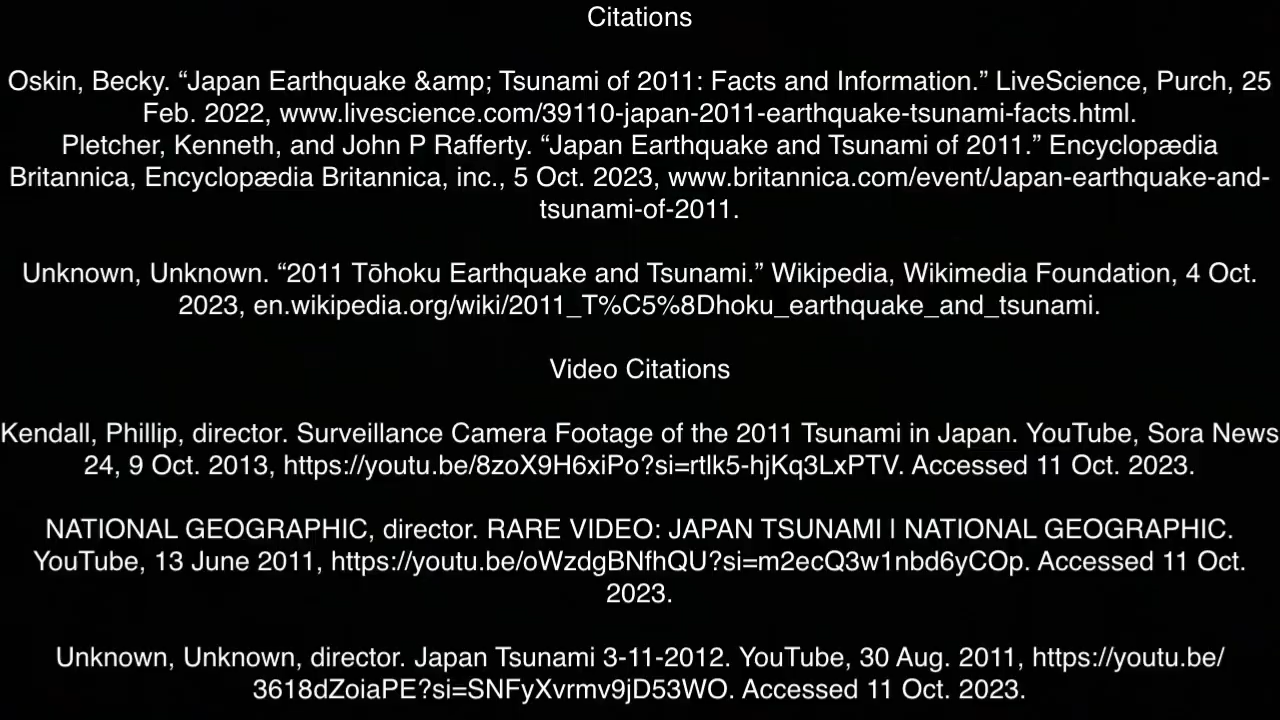 Citations
Oskin, Becky. “Japan Earthquake &amp; Tsunami of 2011: Facts and Information.” LiveScience, Purch, 25
Feb. 2022, www.livescience.com/39110-japan-2011-earthquake-tsunami-facts.html.
Pletcher, Kenneth, and John P Rafferty. “Japan Earthquake and Tsunami of 2011.” Encyclopædia
Britannica, Encyclopædia Britannica, inc., 5 Oct. 2023, www.britannica.com/event/Japan-earthquake-and-
tsunami-of-2011.
Unknown, Unknown. “2011 Tōhoku Earthquake and Tsunami.” Wikipedia, Wikimedia Foundation, 4 Oct.
2023, en.wikipedia.org/wiki/2011_T%C5%8Dhoku_earthquake_and_tsunami.
Video Citations
Kendall, Phillip, director. Surveillance Camera Footage of the 2011 Tsunami in Japan. YouTube, Sora News
24, 9 Oct. 2013, https://youtu.be/8zoX9H6xiPo?si=rtlk5-hjKq3LxPTV. Accessed 11 Oct. 2023.
NATIONAL GEOGRAPHIC, director. RARE VIDEO: JAPAN TSUNAMI | NATIONAL GEOGRAPHIC.
YouTube, 13 June 2011, https://youtu.be/oWzdgBNfhQU?si=m2ecQ3w1nbd6yCOp. Accessed 11 Oct.
2023.
Unknown, Unknown, director. Japan Tsunami 3-11-2012. YouTube, 30 Aug. 2011, https://youtu.be/
3618dZoiaPE?si=SNFyXvrmv9jD53WO. Accessed 11 Oct. 2023.